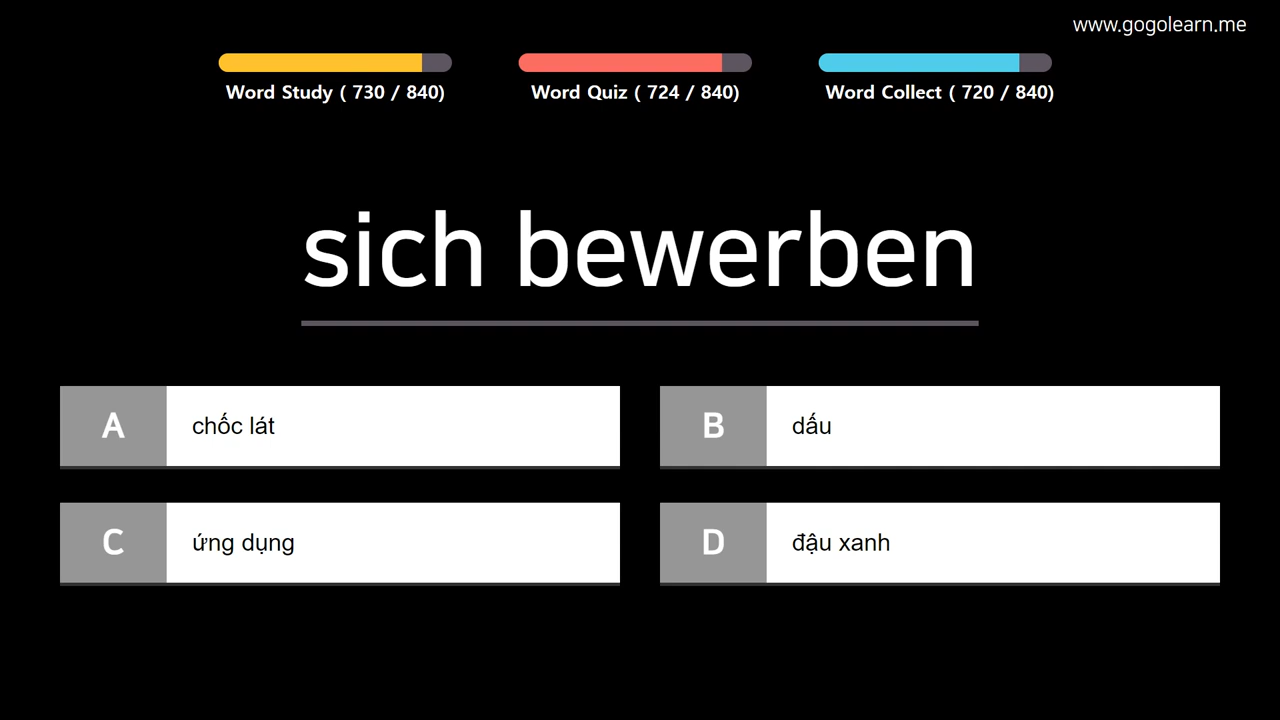 www.gogolearn.me
Word Study ( 730 / 840)
Word Quiz ( 724 / 840)
Word Collect ( 720 / 840)
sich bewerben
A chốc lát
B dấu
C ứng dụng
D đậu xanh